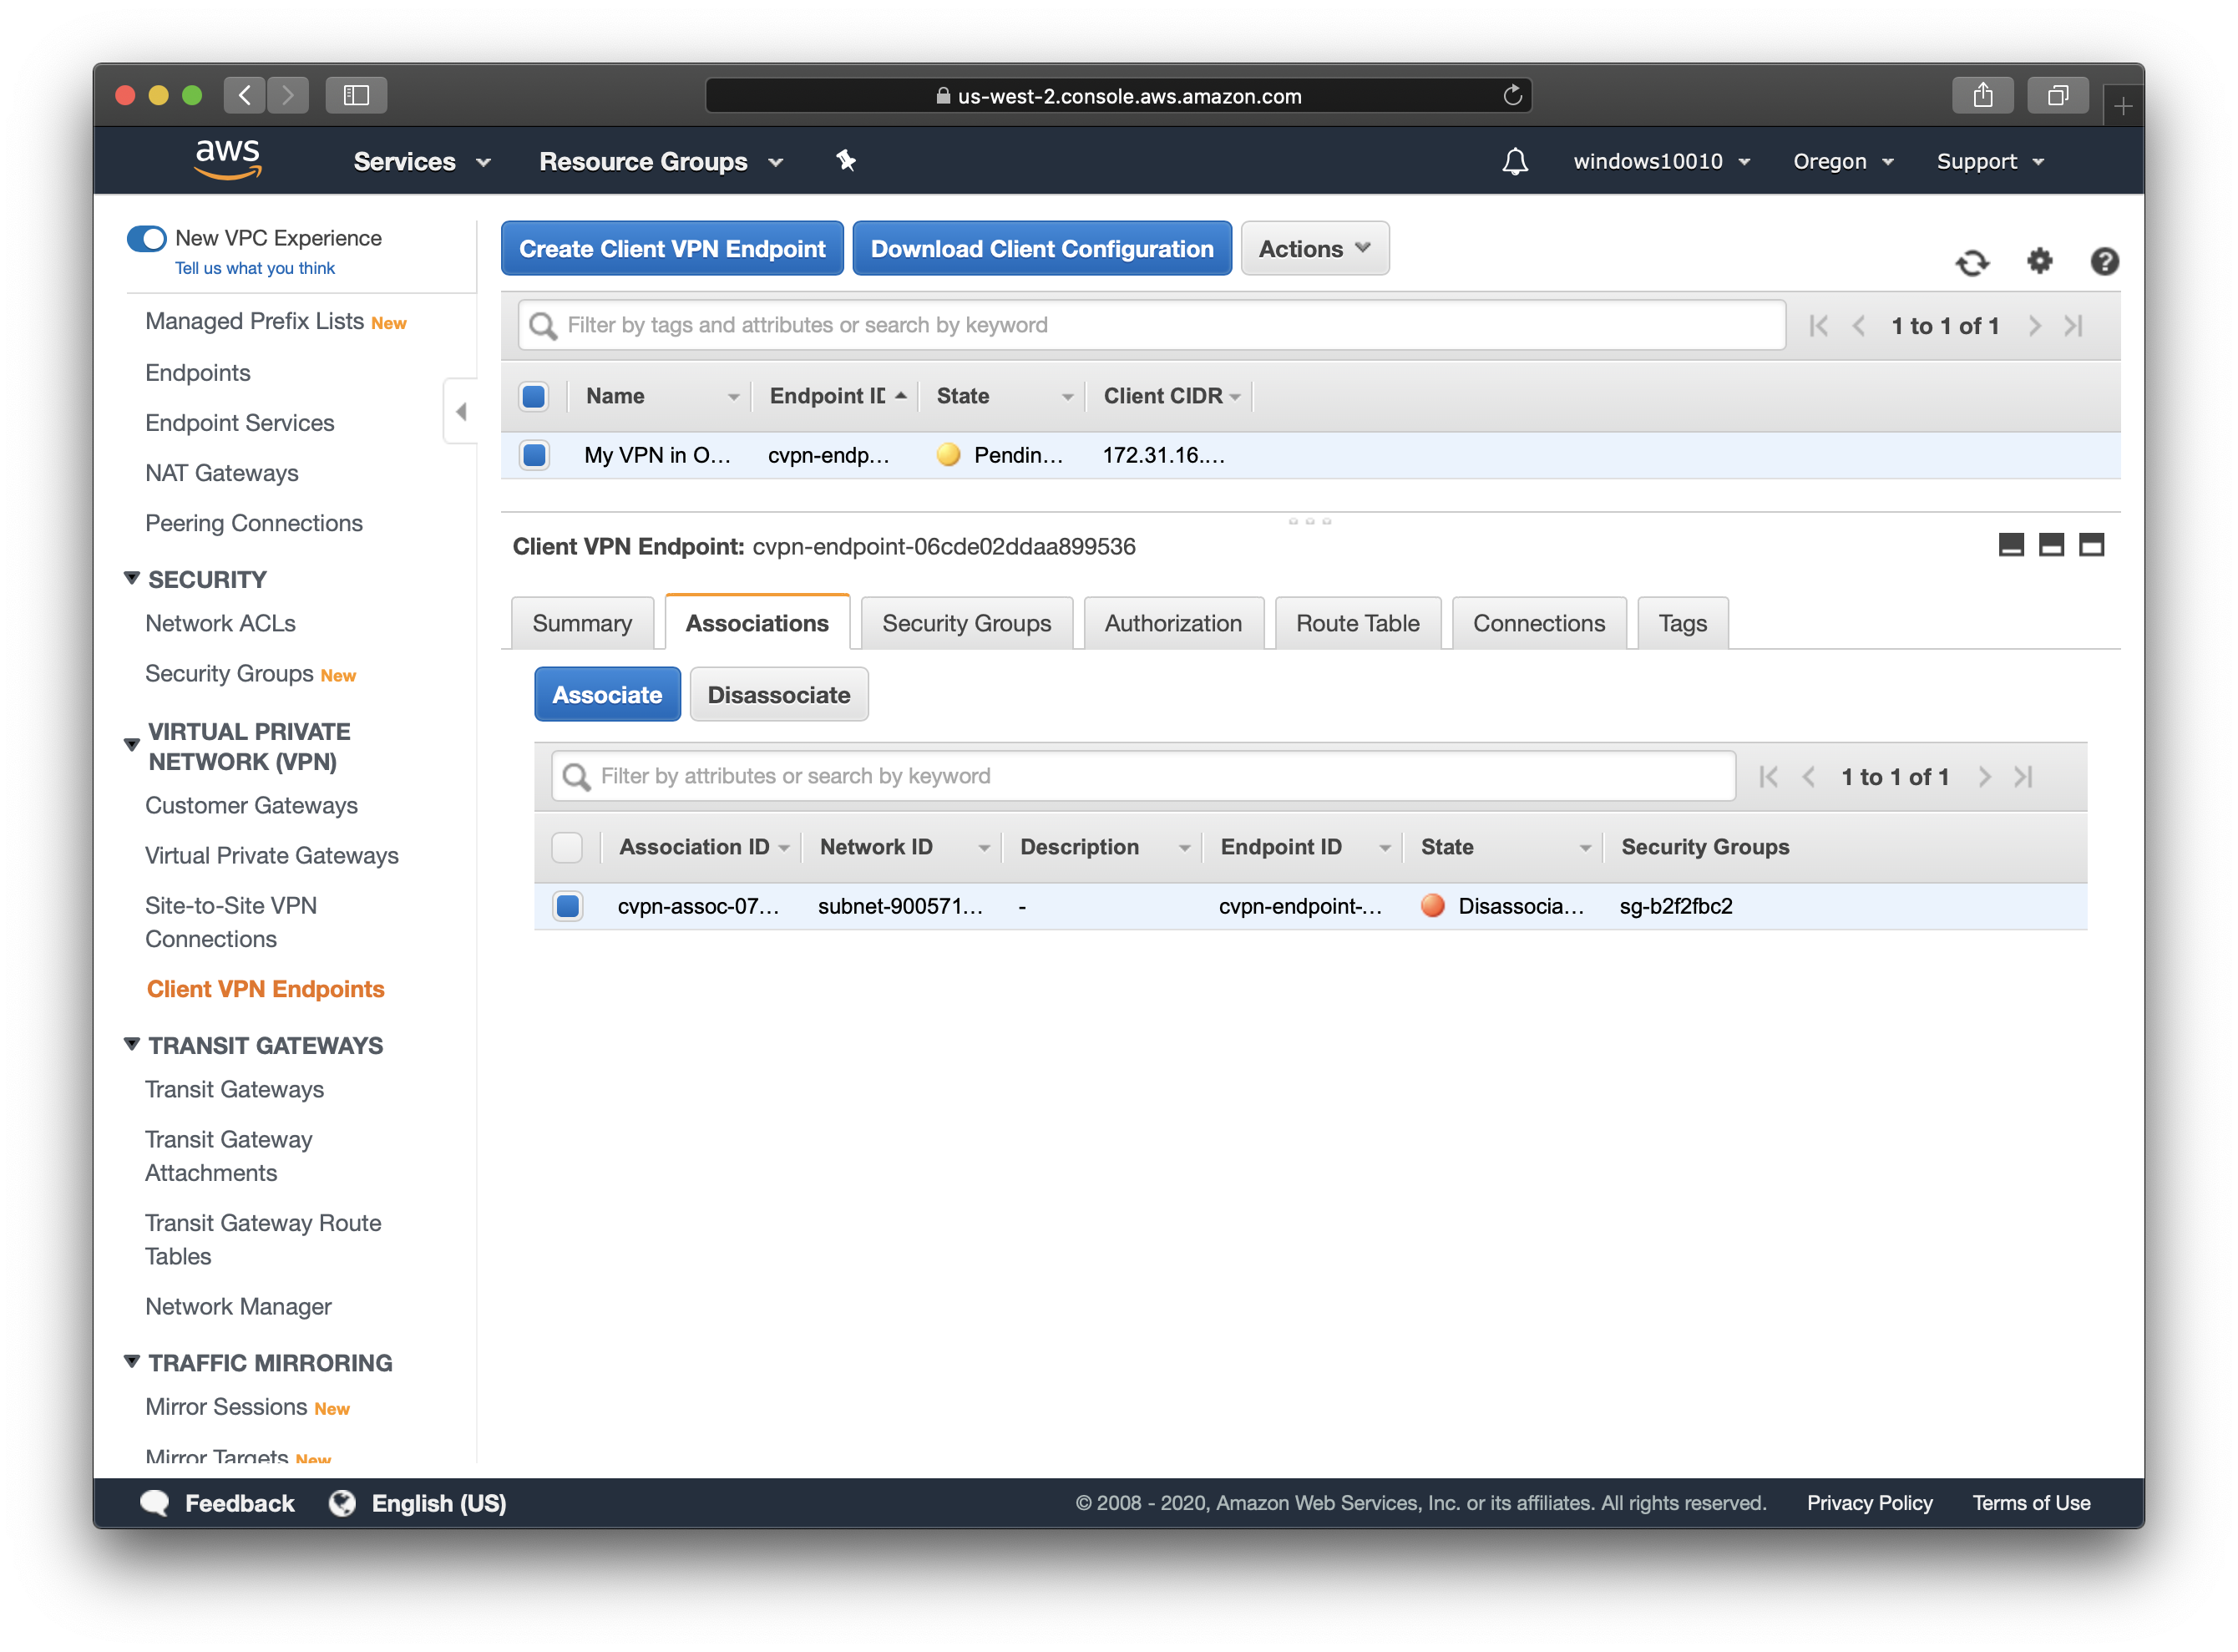 us-west-2.console.aws.amazon.com
aws
Services
Resource Groups
windows10010
Oregon
Support
New VPC Experience
Tell us what you think
Managed Prefix Lists New
Endpoints
Endpoint Services
NAT Gateways
Peering Connections
SECURITY
Network ACLs
Security Groups New
VIRTUAL PRIVATE
NETWORK (VPN)
Customer Gateways
Virtual Private Gateways
Site-to-Site VPN
Connections
Client VPN Endpoints
TRANSIT GATEWAYS
Transit Gateways
Transit Gateway
Attachments
Transit Gateway Route
Tables
Network Manager
TRAFFIC MIRRORING
Mirror Sessions New
Mirror Targets New
Create Client VPN Endpoint
Download Client Configuration
Actions
Filter by tags and attributes or search by keyword
1 to 1 of 1
Name Endpoint ID State Client CIDR
My VPN in O... cvpn-endp... Pendin... 172.31.16....
Client VPN Endpoint: cvpn-endpoint-06cde02ddaa899536
Summary Associations Security Groups Authorization Route Table Connections Tags
Associate Disassociate
Filter by attributes or search by keyword
1 to 1 of 1
Association ID Network ID Description Endpoint ID State Security Groups
cvpn-assoc-07... subnet-900571... - cvpn-endpoint-... Disassocia... sg-b2f2fbc2
Feedback
English (US)
© 2008 - 2020, Amazon Web Services, Inc. or its affiliates. All rights reserved.
Privacy Policy
Terms of Use